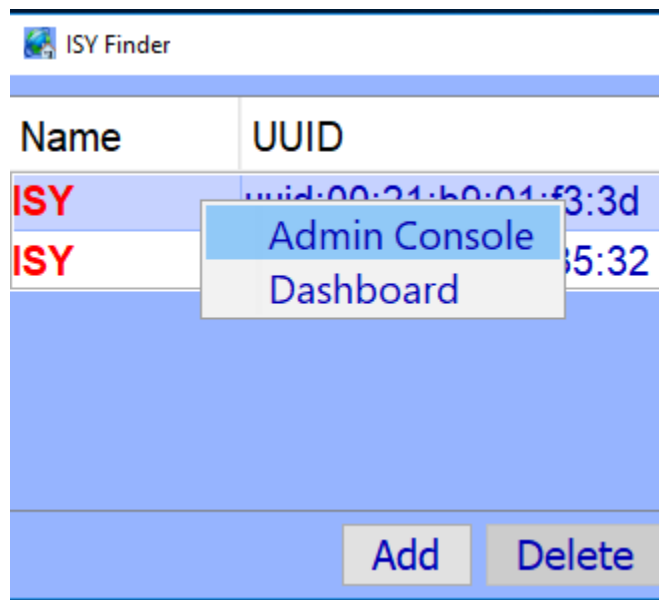 ISY Finder
Name UUID
ISY uuid:00:21:b9:01:f3:3d
Admin Console
ISY 35:32
Dashboard
Add Delete